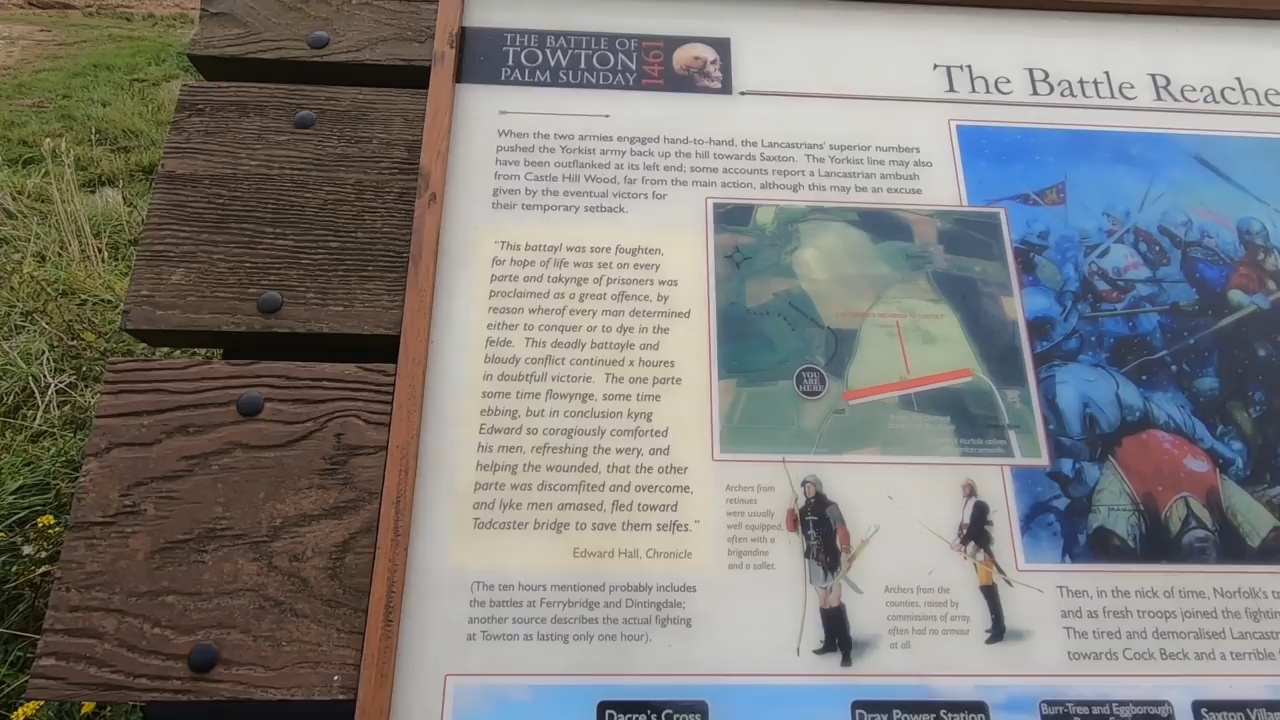 THE BATTLE OF
TOWTON
PALM SUNDAY
1461
The Battle Reache
When the two armies engaged hand-to-hand, the Lancastrians' superior numbers
pushed the Yorkist army back up the hill towards Saxton. The Yorkist line may also
have been outflanked at its left end; some accounts report a Lancastrian ambush
from Castle Hill Wood, far from the main action, although this may be an excuse
given by the eventual victors for
their temporary setback.
"This battayl was sore foughten,
for hope of life was set on every
parte and takynge of prisoners was
proclaimed as a great offence, by
reason wherof every man determined
either to conquer or to dye in the
felde. This deadly battayle and
bloudy conflict continued x houres
in doubtfull victorie. The one parte
some time flowynge, some time
ebbing, but in conclusion kyng
Edward so coragiously comforted
his men, refreshing the wery, and
helping the wounded, that the other
parte was discomfited and overcome,
and lyke men amased, fled toward
Tadcaster bridge to save them selfes."
Edward Hall, Chronicle
(The ten hours mentioned probably includes
the battles at Ferrybridge and Dintingdale;
another source describes the actual fighting
at Towton as lasting only one hour).
YOU
ARE
HERE
Norfolk arrives
Archers from
retinues
were usually
well equipped,
often with a
brigandine
and a sallet.
Archers from the
counties, raised by
commissions of array,
often had no armour
at all.
Then, in the nick of time, Norfolk's t
and as fresh troops joined the fightin
The tired and demoralised Lancast
towards Cock Beck and a terrible
Dacre's Cross
Drax Power Station
Burr-Tree and Eggborough
Saxton Villag